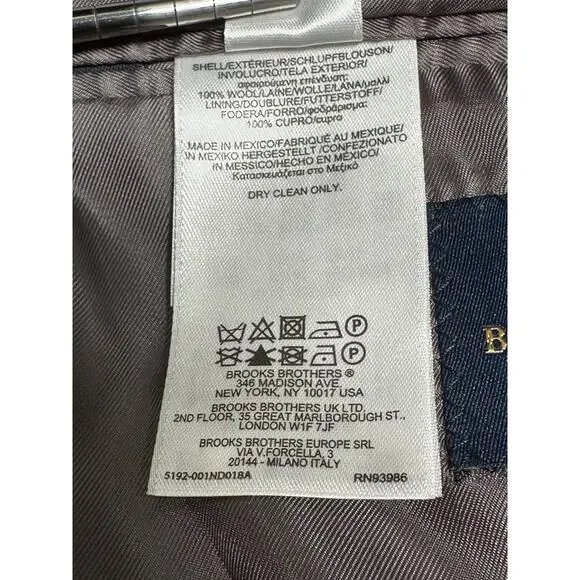 SHELL/EXTÉRIEUR/SCHLUPFBLOUSON/
INVOLUCRO/TELA EXTERIOR/
αφαιρούμενη επένδυση:
100% WOOL/LAINE/WOLLE/LANA/μαλλί
LINING/DOUBLURE/FUTTERSTOFF/
FODERA/FORRO/φοδράρισμα:
100% CUPRO/cupro
MADE IN MEXICO/FABRIQUÉ AU MEXIQUE/
IN MEXIKO HERGESTELLT /CONFEZIONATO
IN MESSICO/HECHO EN MÉXICO/
Κατασκευάζεται στο Μεξικό
DRY CLEAN ONLY.
P
P
BROOKS BROTHERS ®
346 MADISON AVE.
NEW YORK, NY 10017 USA
BROOKS BROTHERS UK LTD.
2ND FLOOR, 35 GREAT MARLBOROUGH ST.,
LONDON W1F 7JF
BROOKS BROTHERS EUROPE SRL
VIA V.FORCELLA, 3
20144 - MILANO ITALY
5192-001ND018A RN93986
B